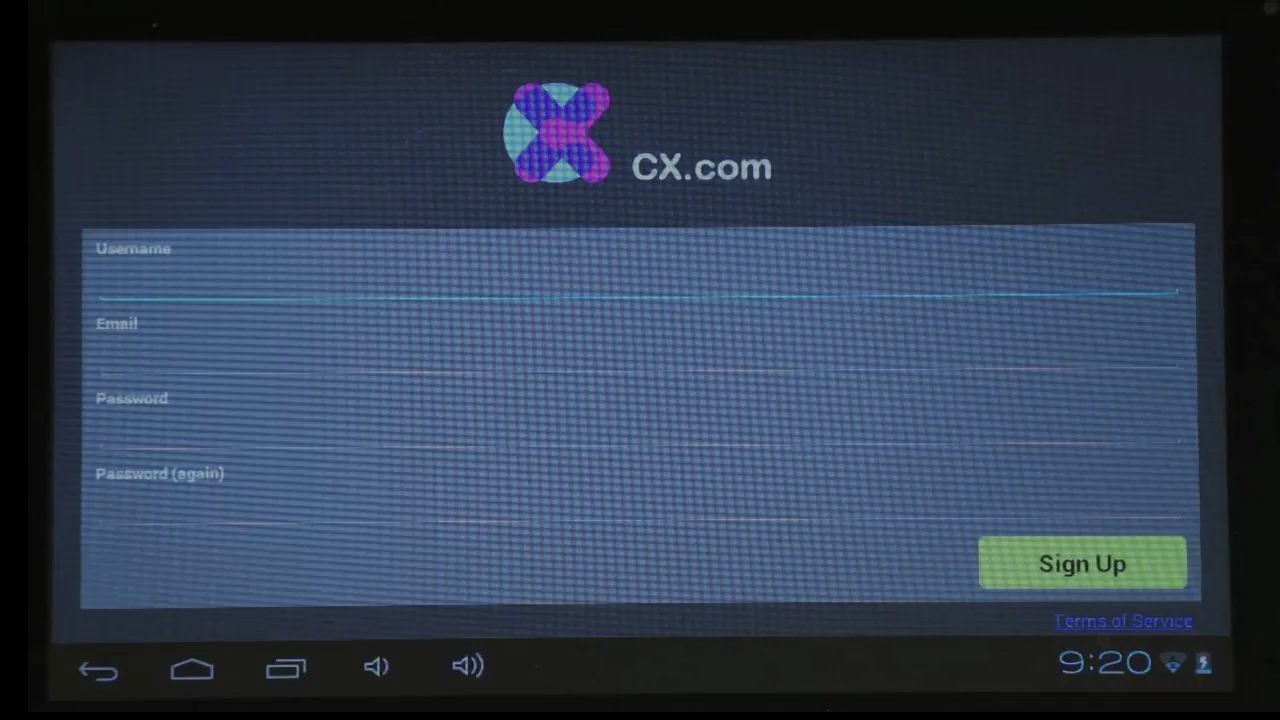 CX.com
Username
Email
Password
Password (again)
Sign Up
Terms of Service
9:20